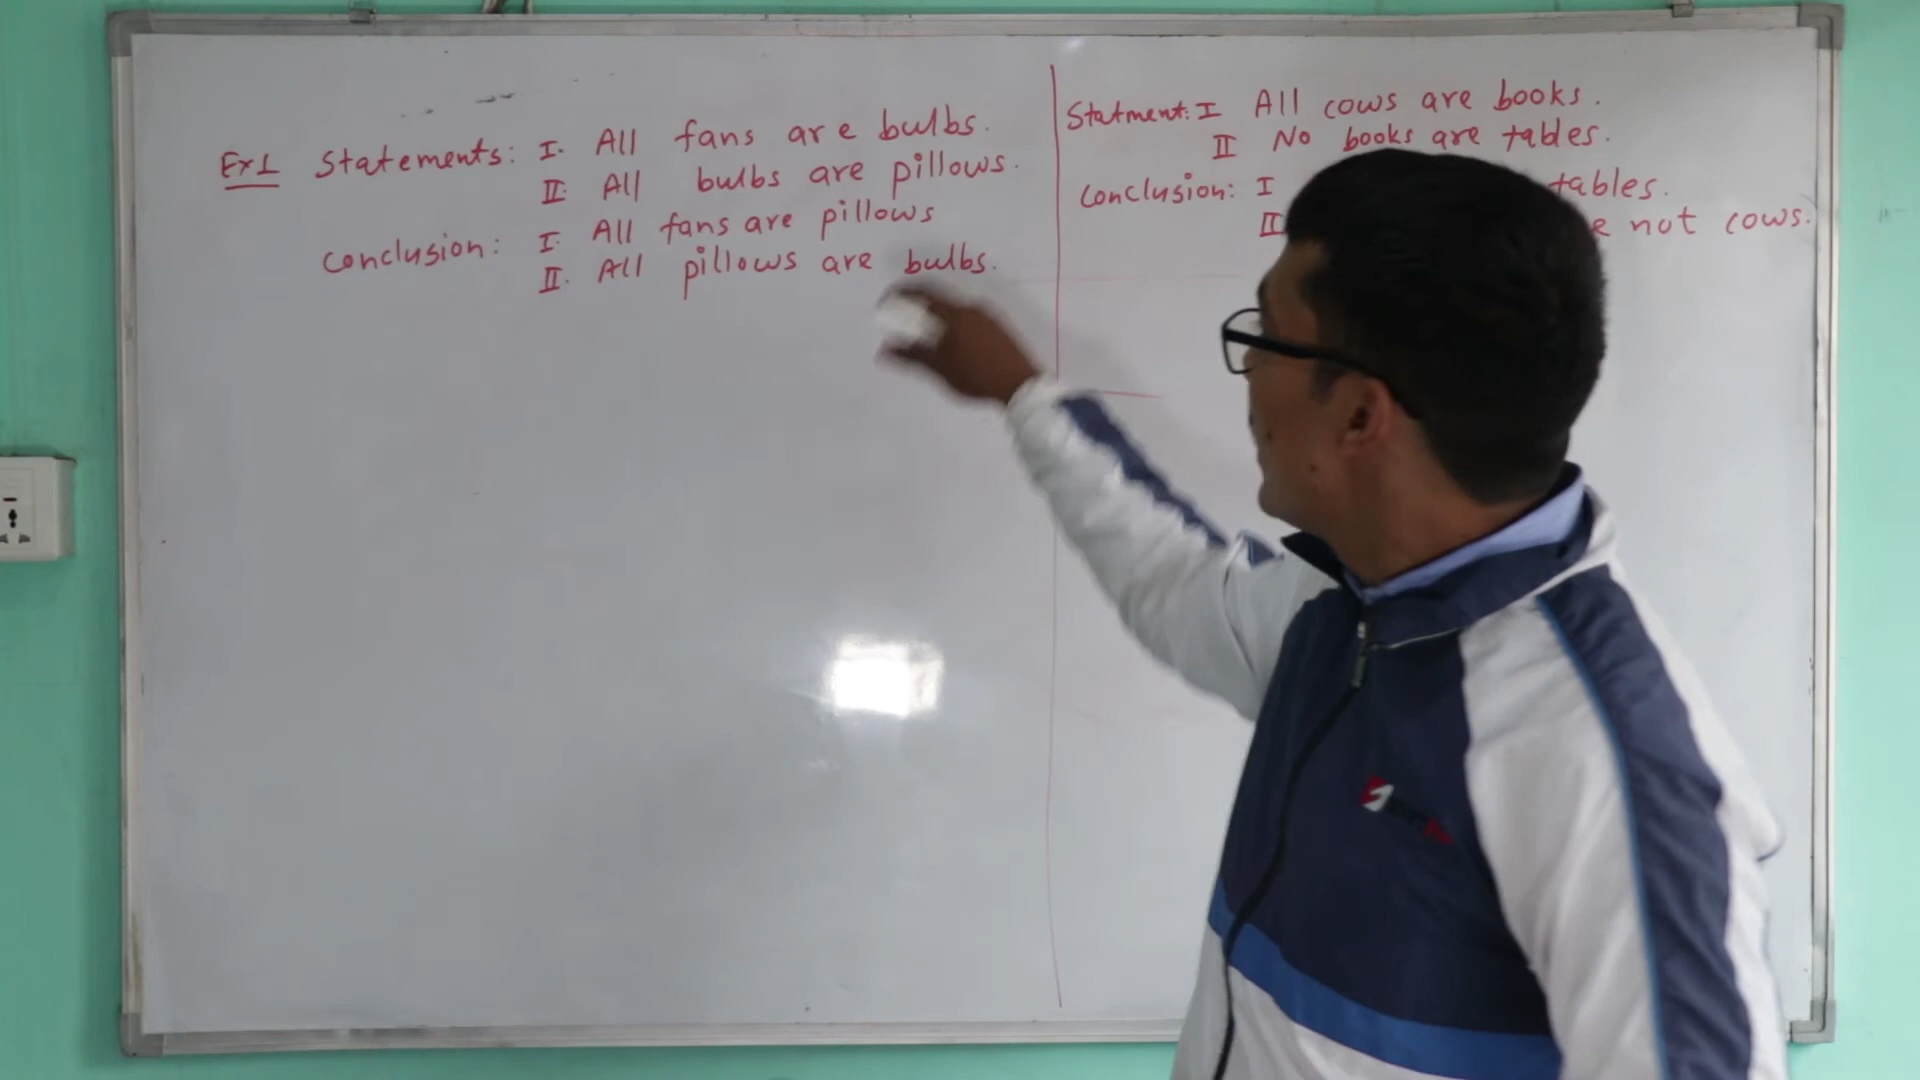 Ex1 Statements: I. All fans are bulbs.
II. All bulbs are pillows.
Conclusion: I. All fans are pillows
II. All pillows are bulbs.
Statment: I All cows are books.
II No books are tables.
Conclusion: I tables.
II not cows.